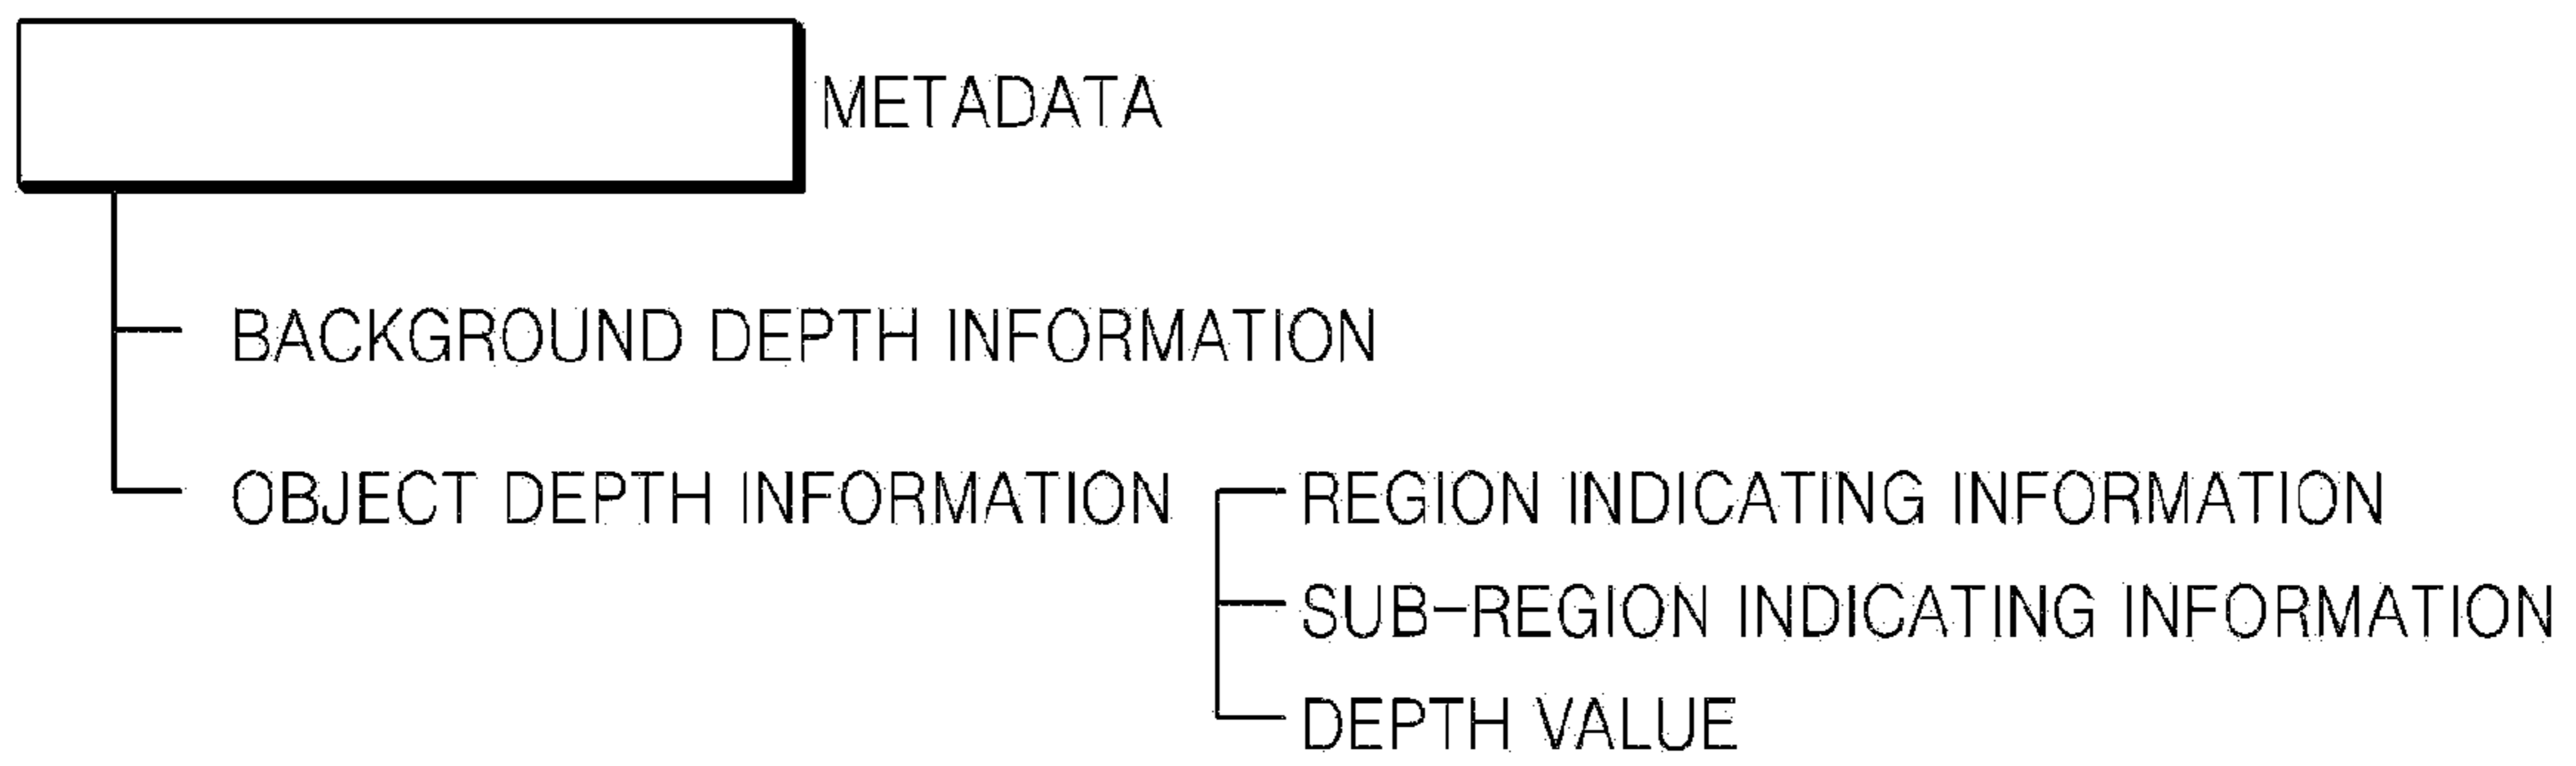 METADATA
BACKGROUND DEPTH INFORMATION
OBJECT DEPTH INFORMATION
REGION INDICATING INFORMATION
SUB-REGION INDICATING INFORMATION
DEPTH VALUE